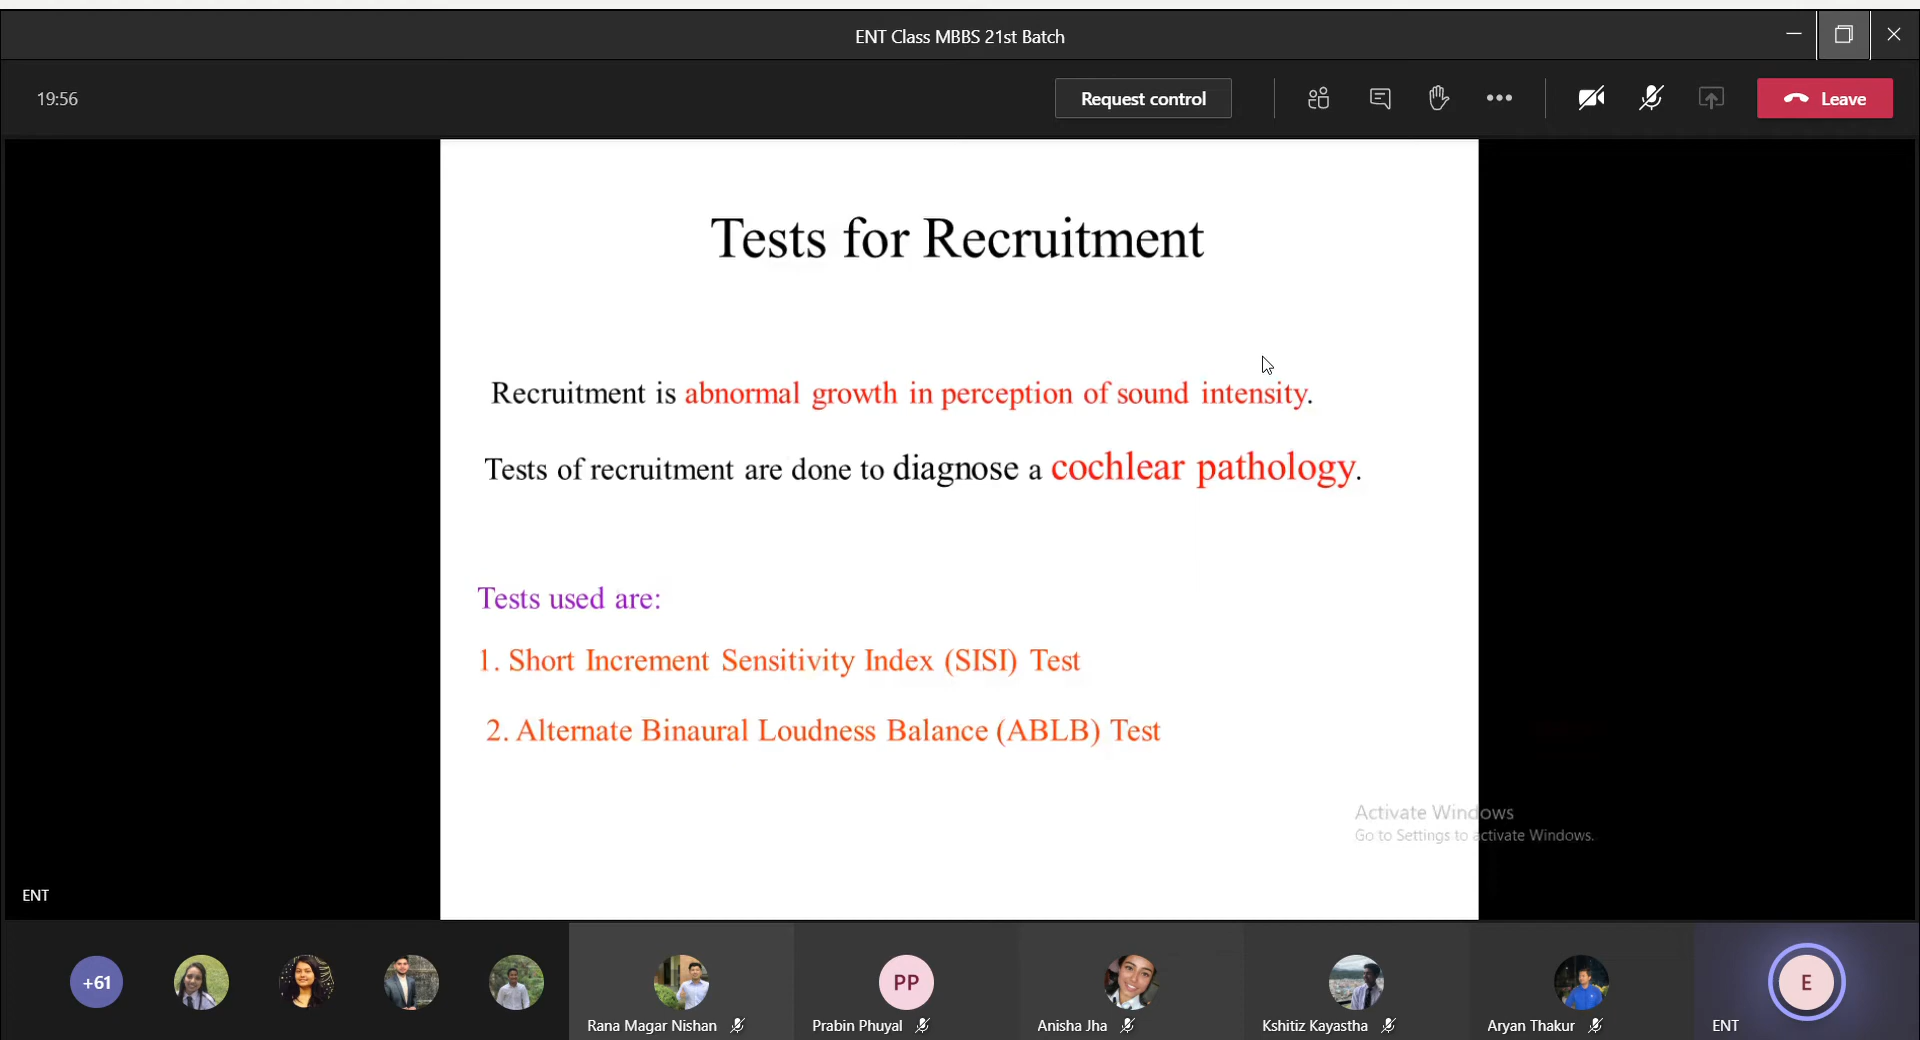 ENT Class MBBS 21st Batch
19:56
Request control
Leave
Tests for Recruitment
Recruitment is abnormal growth in perception of sound intensity.
Tests of recruitment are done to diagnose a cochlear pathology.
Tests used are:
1. Short Increment Sensitivity Index (SISI) Test
2. Alternate Binaural Loudness Balance (ABLB) Test
Activate Windows
Go to Settings to activate Windows.
ENT
+61
PP
E
Rana Magar Nishan
Prabin Phuyal
Anisha Jha
Kshitiz Kayastha
Aryan Thakur
ENT